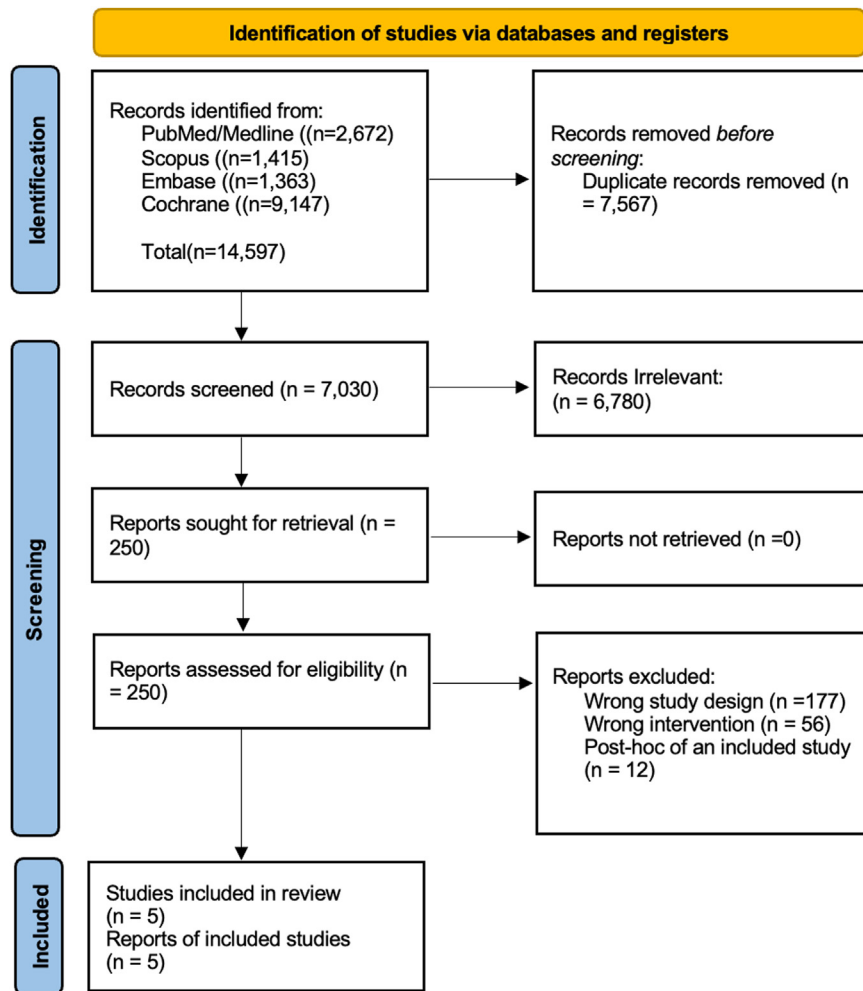 Identification of studies via databases and registers
Identification
Records identified from:
PubMed/Medline ((n=2,672)
Scopus ((n=1,415)
Embase ((n=1,363)
Cochrane ((n=9,147)
Total(n=14,597)
Records removed before
screening:
Duplicate records removed (n
= 7,567)
Screening
Records screened (n = 7,030)
Records Irrelevant:
(n = 6,780)
Reports sought for retrieval (n =
250)
Reports not retrieved (n =0)
Reports assessed for eligibility (n
= 250)
Reports excluded:
Wrong study design (n =177)
Wrong intervention (n = 56)
Post-hoc of an included study
(n = 12)
Included
Studies included in review
(n = 5)
Reports of included studies
(n = 5)